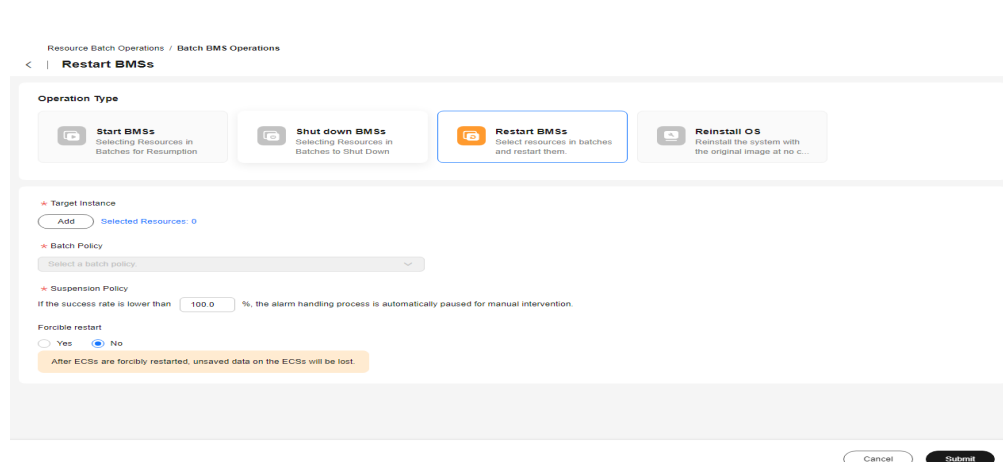 Resource Batch Operations / Batch BMS Operations
< | Restart BMSs
Operation Type
Start BMSs
Selecting Resources in
Batches for Resumption
Shut down BMSs
Selecting Resources in
Batches to Shut Down
Restart BMSs
Select resources in batches
and restart them.
Reinstall OS
Reinstall the system with
the original image at no c...
* Target Instance
Add Selected Resources: 0
* Batch Policy
Select a batch policy.
* Suspension Policy
If the success rate is lower than 100.0 %, the alarm handling process is automatically paused for manual intervention.
Forcible restart
Yes No
After ECSs are forcibly restarted, unsaved data on the ECSs will be lost.
Cancel Submit